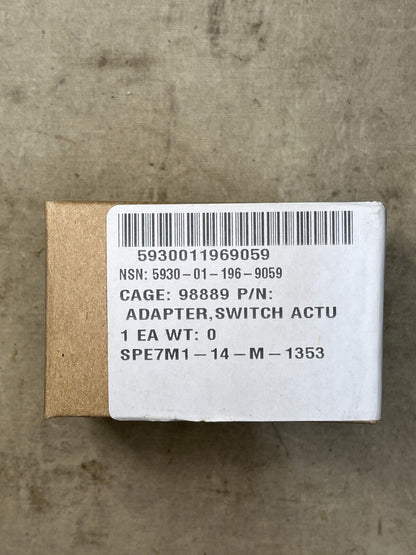 5930011969059
NSN: 5930-01-196-9059
CAGE: 98889 P/N:
ADAPTER,SWITCH ACTU
1 EA WT: 0
SPE7M1-14-M-1353